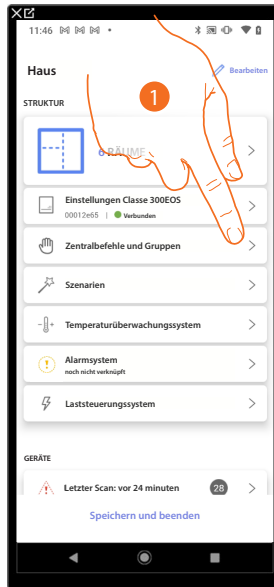 11:46
Haus
Bearbeiten
STRUKTUR
1
6 RÄUME
Einstellungen Classe 300EOS
00012e65 | Verbunden
Zentralbefehle und Gruppen
Szenarien
Temperaturüberwachungssystem
Alarmsystem
noch nicht verknüpft
Laststeuerungssystem
GERÄTE
Letzter Scan: vor 24 minuten
28
Speichern und beenden